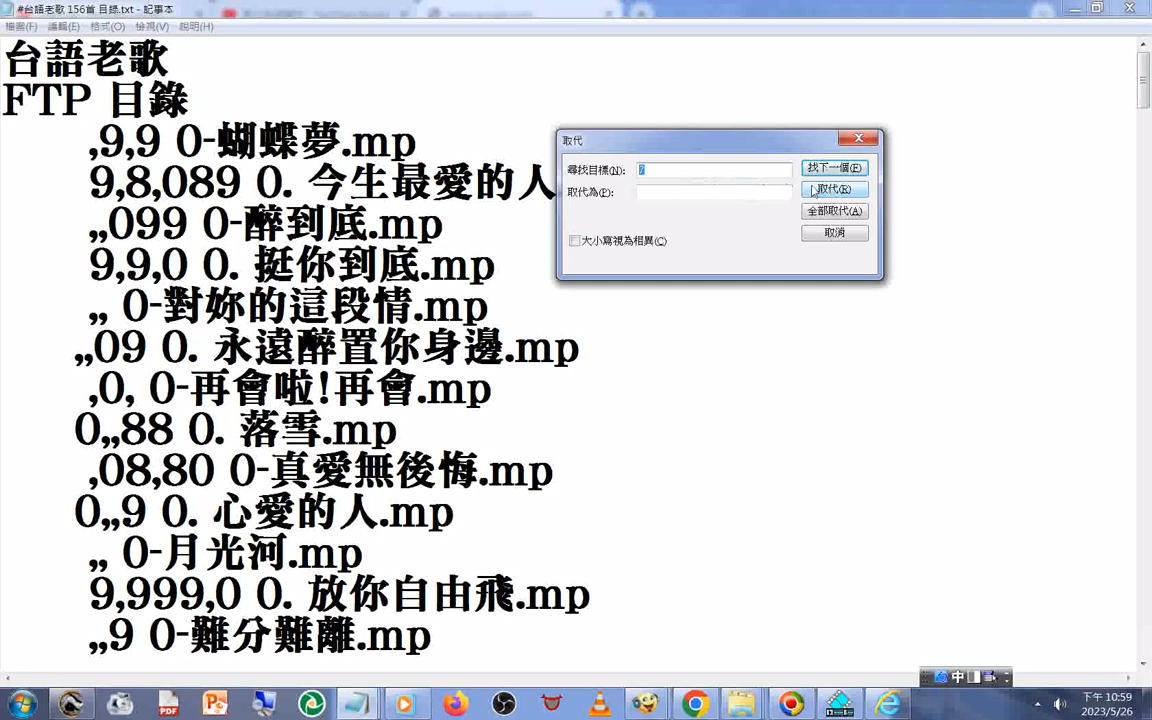 #台語老歌 156首 目錄.txt - 記事本
檔案(F) 編輯(E) 格式(O) 檢視(V) 說明(H)
台語老歌
FTP 目錄
,9,9 0-蝴蝶夢.mp
9,8,089 0. 今生最愛的人
,,099 0-醉到底.mp
9,9,0 0. 挺你到底.mp
,, 0-對妳的這段情.mp
,,09 0. 永遠醉置你身邊.mp
,0, 0-再會啦!再會.mp
0,,88 0. 落雪.mp
,08,80 0-真愛無後悔.mp
0,,9 0. 心愛的人.mp
,, 0-月光河.mp
9,999,0 0. 放你自由飛.mp
,,9 0-難分難離.mp
取代
尋找目標(N): 7
找下一個(F)
取代為(P):
取代(R)
全部取代(A)
取消
大小寫視為相異(C)
中
PDF
下午 10:59
2023/5/26